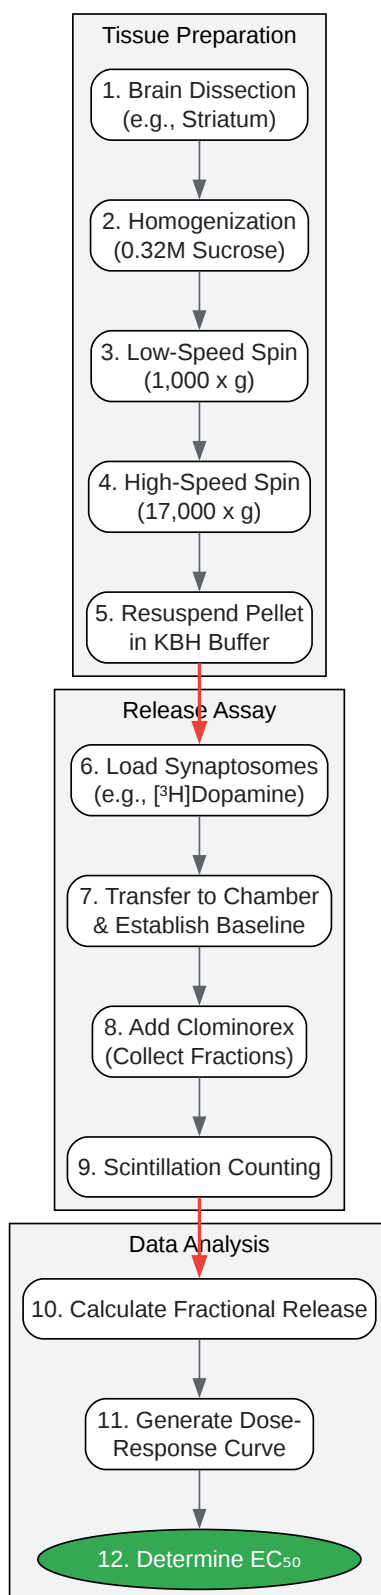 Tissue Preparation
1. Brain Dissection
(e.g., Striatum)
2. Homogenization
(0.32M Sucrose)
3. Low-Speed Spin
(1,000 x g)
4. High-Speed Spin
(17,000 x g)
5. Resuspend Pellet
in KBH Buffer
Release Assay
6. Load Synaptosomes
(e.g., [³H]Dopamine)
7. Transfer to Chamber
& Establish Baseline
8. Add Clominorex
(Collect Fractions)
9. Scintillation Counting
Data Analysis
10. Calculate Fractional Release
11. Generate Dose-
Response Curve
12. Determine EC₅₀